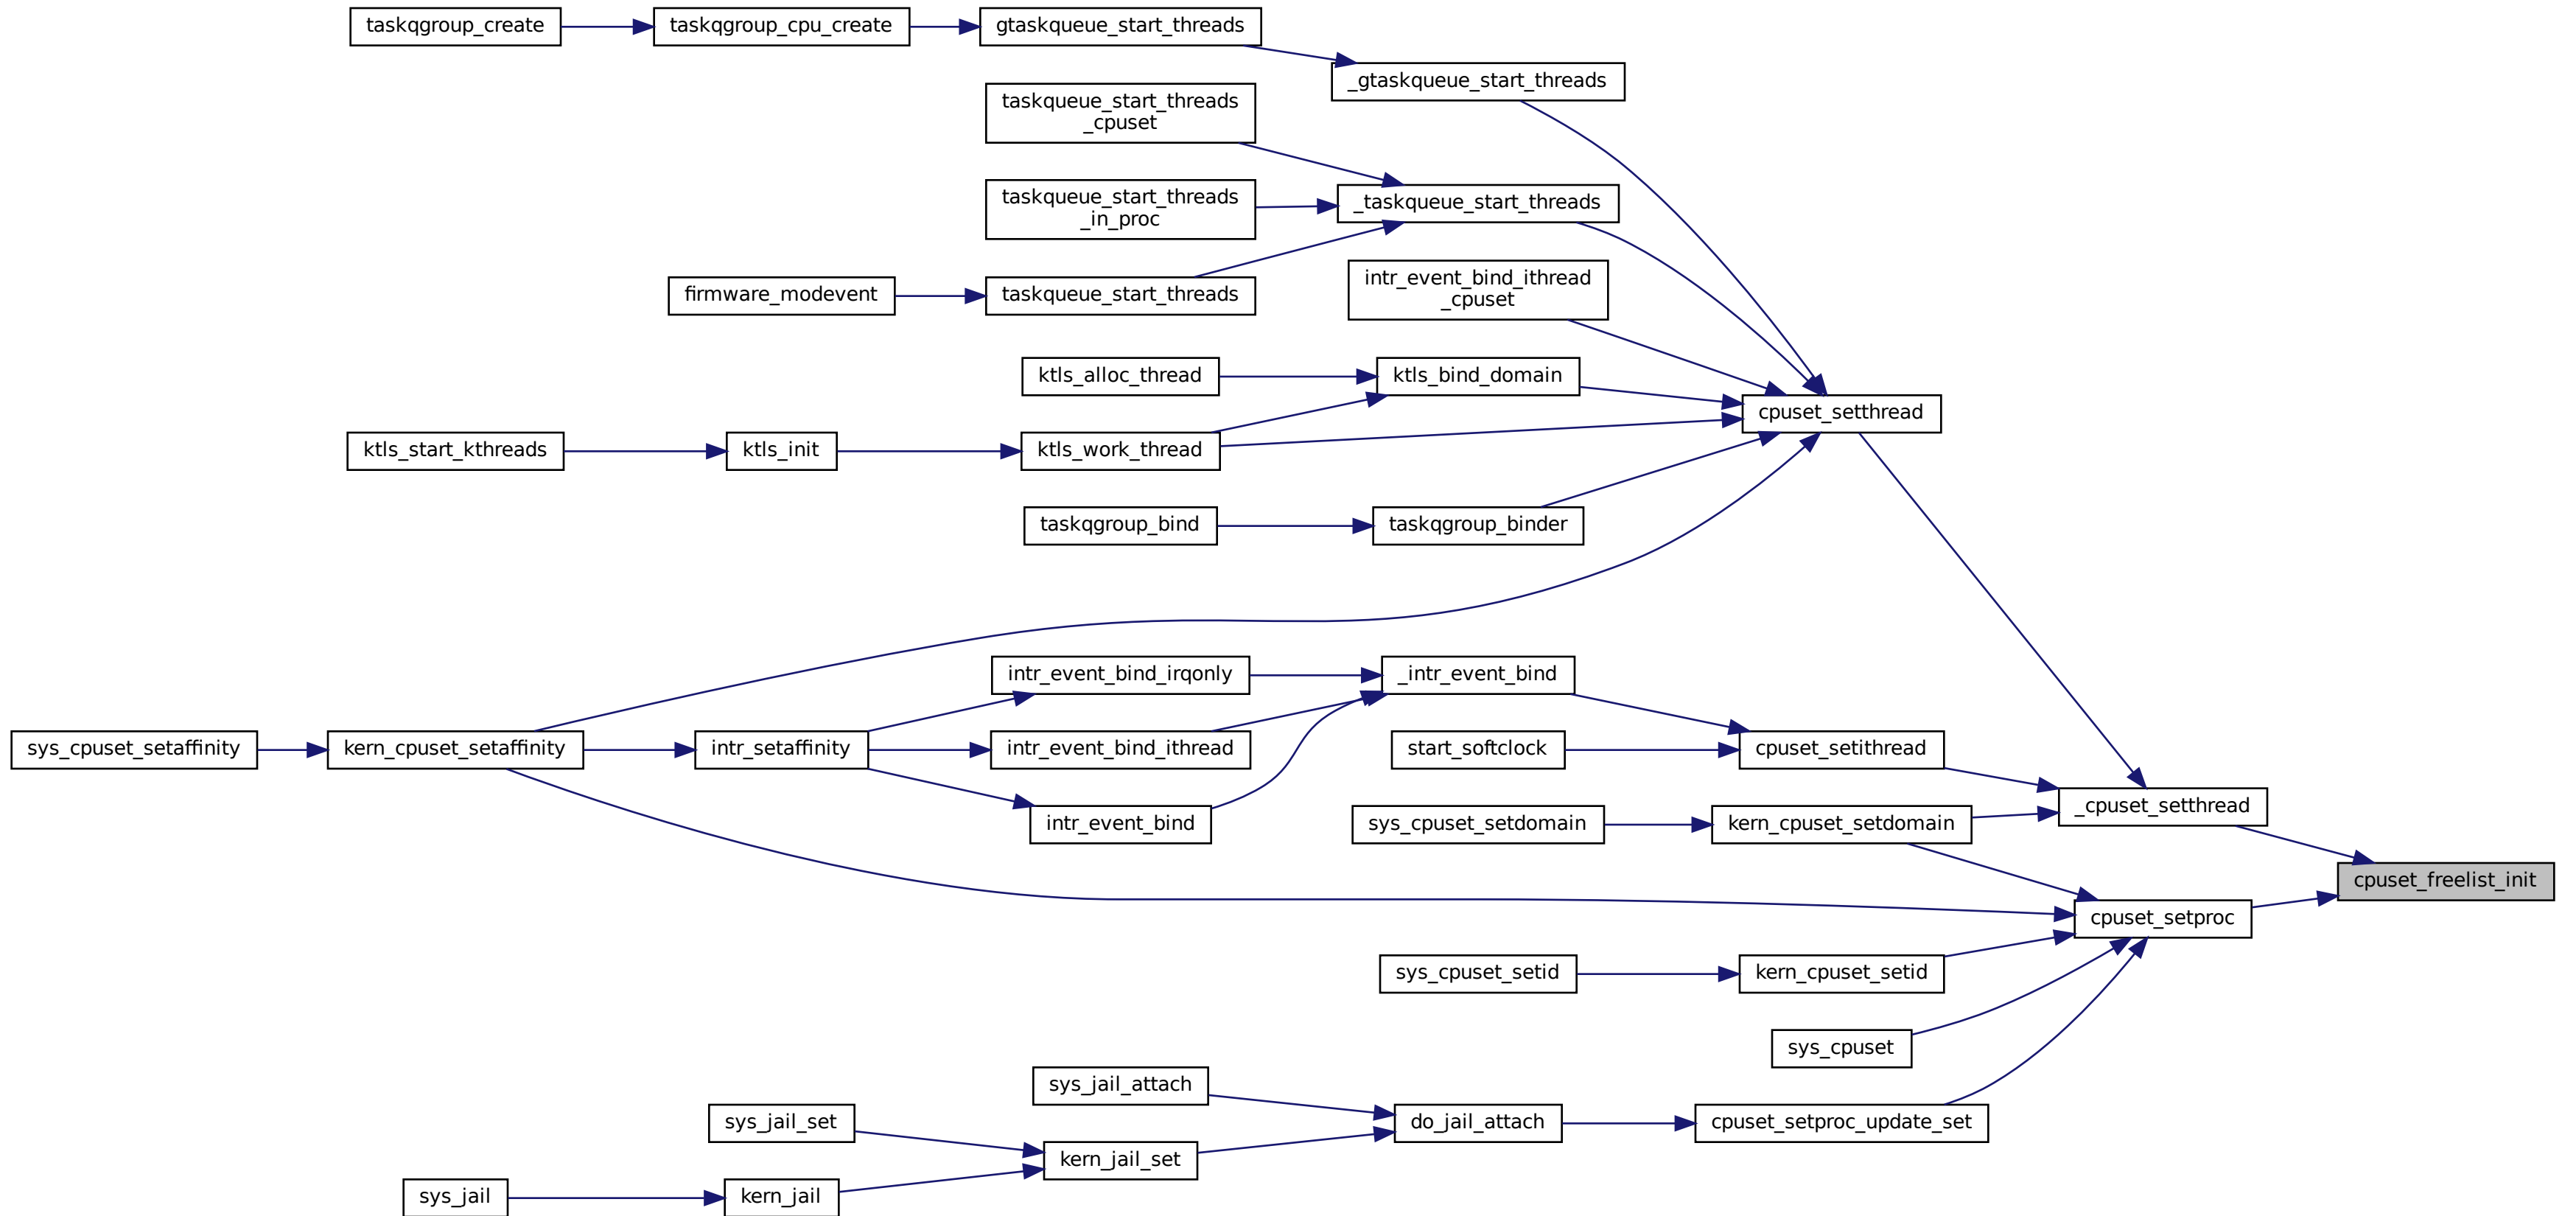 taskqgroup_create
taskqgroup_cpu_create
gtaskqueue_start_threads
_gtaskqueue_start_threads
taskqueue_start_threads
_cpuset
taskqueue_start_threads
_in_proc
_taskqueue_start_threads
firmware_modevent
taskqueue_start_threads
intr_event_bind_ithread
_cpuset
ktls_alloc_thread
ktls_bind_domain
cpuset_setthread
ktls_start_kthreads
ktls_init
ktls_work_thread
taskqgroup_bind
taskqgroup_binder
intr_event_bind_irqonly
_intr_event_bind
sys_cpuset_setaffinity
kern_cpuset_setaffinity
intr_setaffinity
intr_event_bind_ithread
start_softclock
cpuset_setithread
_cpuset_setthread
intr_event_bind
sys_cpuset_setdomain
kern_cpuset_setdomain
cpuset_freelist_init
cpuset_setproc
sys_cpuset_setid
kern_cpuset_setid
sys_cpuset
sys_jail_attach
sys_jail_set
do_jail_attach
cpuset_setproc_update_set
kern_jail_set
sys_jail
kern_jail